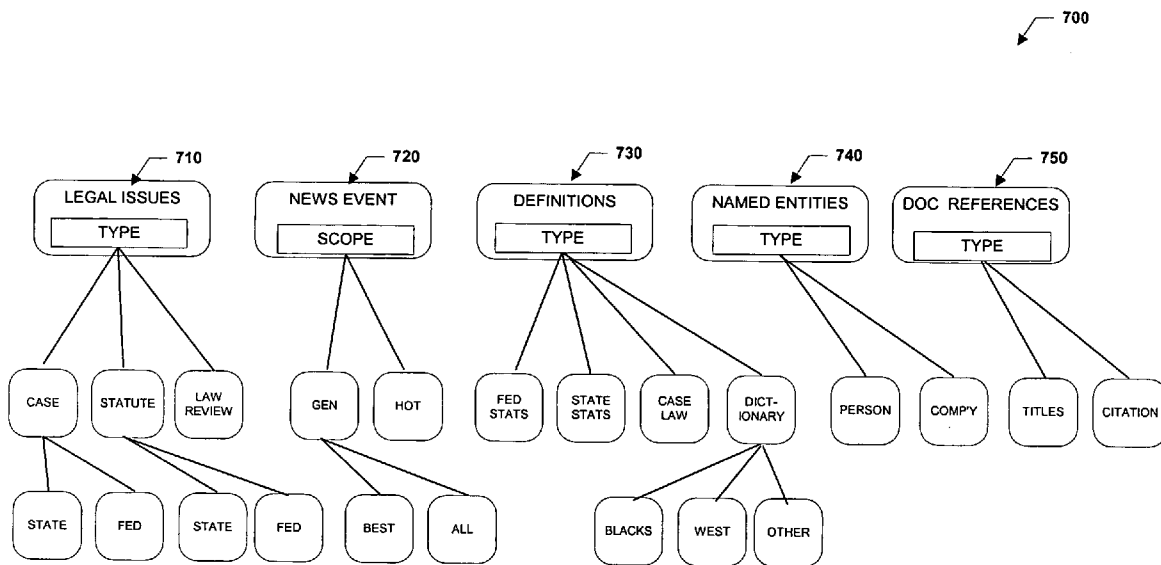 700
710
720
730
740
750
LEGAL ISSUES
NEWS EVENT
DEFINITIONS
NAMED ENTITIES
DOC REFERENCES
TYPE
SCOPE
TYPE
TYPE
TYPE
CASE
STATUTE
LAW
REVIEW
GEN
HOT
FED
STATS
STATE
STATS
CASE
LAW
DICT-
IONARY
PERSON
COMP'Y
TITLES
CITATION
STATE
FED
STATE
FED
BEST
ALL
BLACKS
WEST
OTHER